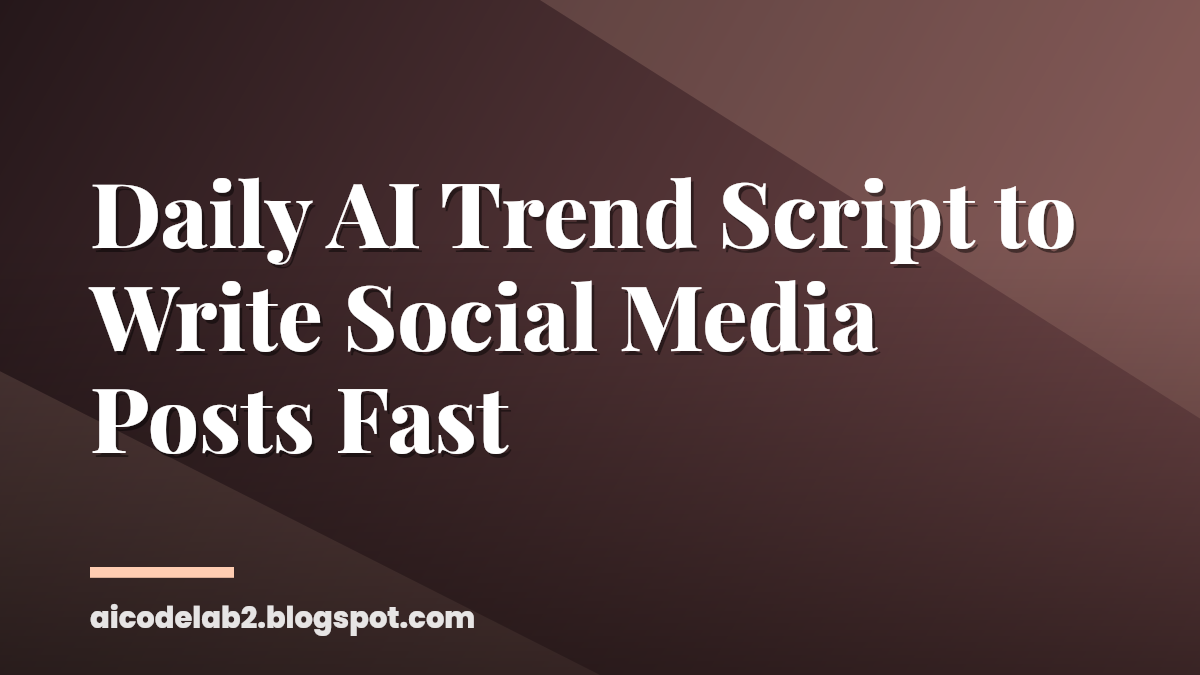 Daily AI Trend Script to
Write Social Media
Posts Fast
aicodelab2.blogspot.com